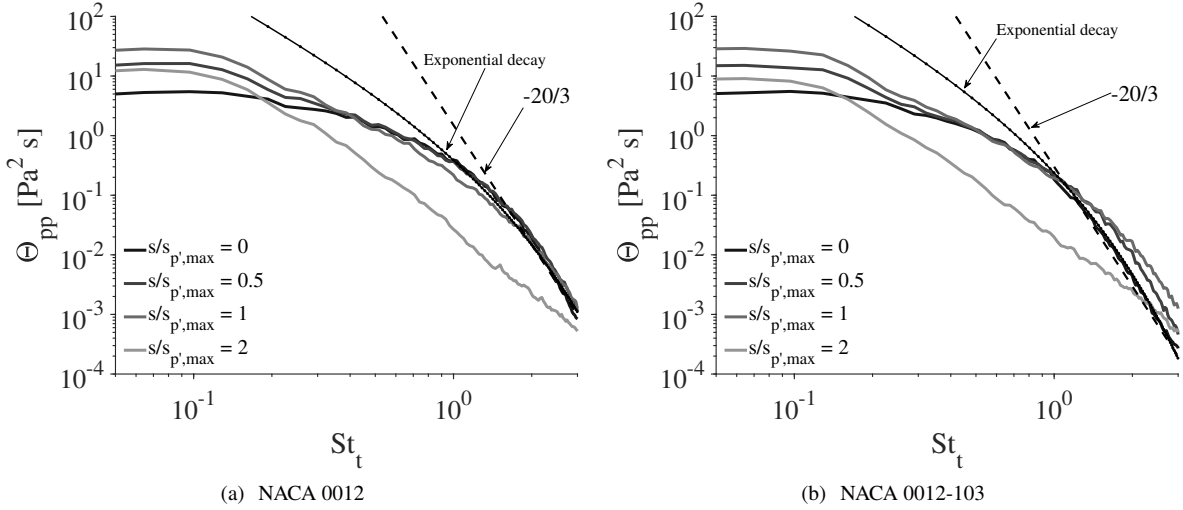 10^2
10^1
10^0
10^-1
10^-2
10^-3
10^-4
Θ_pp [Pa^2 s]
Exponential decay
-20/3
s/s_p',max = 0
s/s_p',max = 0.5
s/s_p',max = 1
s/s_p',max = 2
10^-1 10^0
St_t
(a) NACA 0012
10^2
10^1
10^0
10^-1
10^-2
10^-3
10^-4
Θ_pp [Pa^2 s]
Exponential decay
-20/3
s/s_p',max = 0
s/s_p',max = 0.5
s/s_p',max = 1
s/s_p',max = 2
10^-1 10^0
St_t
(b) NACA 0012-103